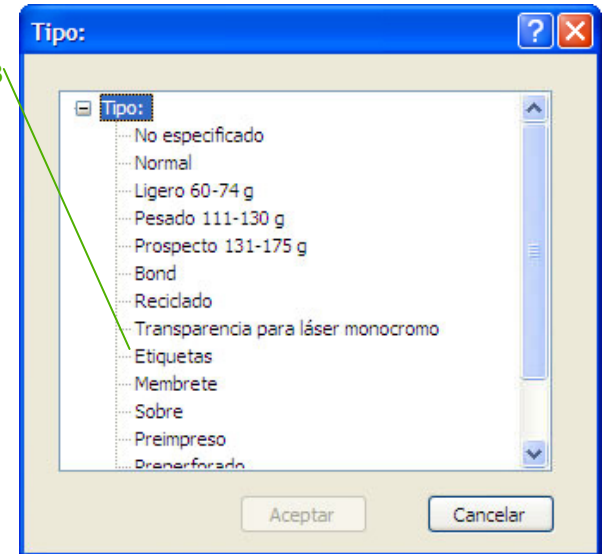 Tipo:
Tipo:
No especificado
Normal
Ligero 60-74 g
Pesado 111-130 g
Prospecto 131-175 g
Bond
Reciclado
Transparencia para láser monocromo
Etiquetas
Membrete
Sobre
Preimpreso
Preperforado
Aceptar
Cancelar